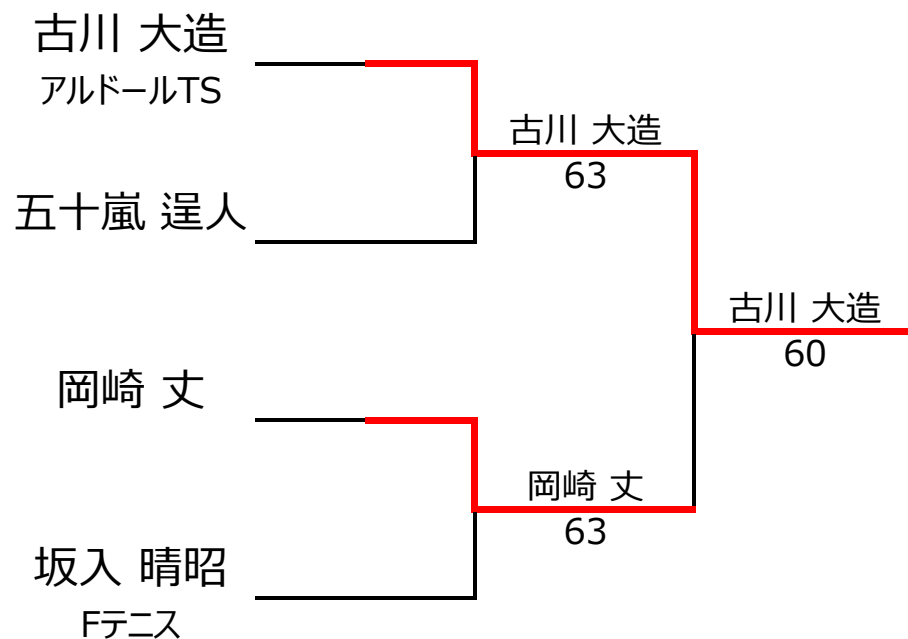 古川 大造
アルドールTS
古川 大造
63
五十嵐 逞人
古川 大造
60
岡崎 丈
岡崎 丈
63
坂入 晴昭
Fテニス